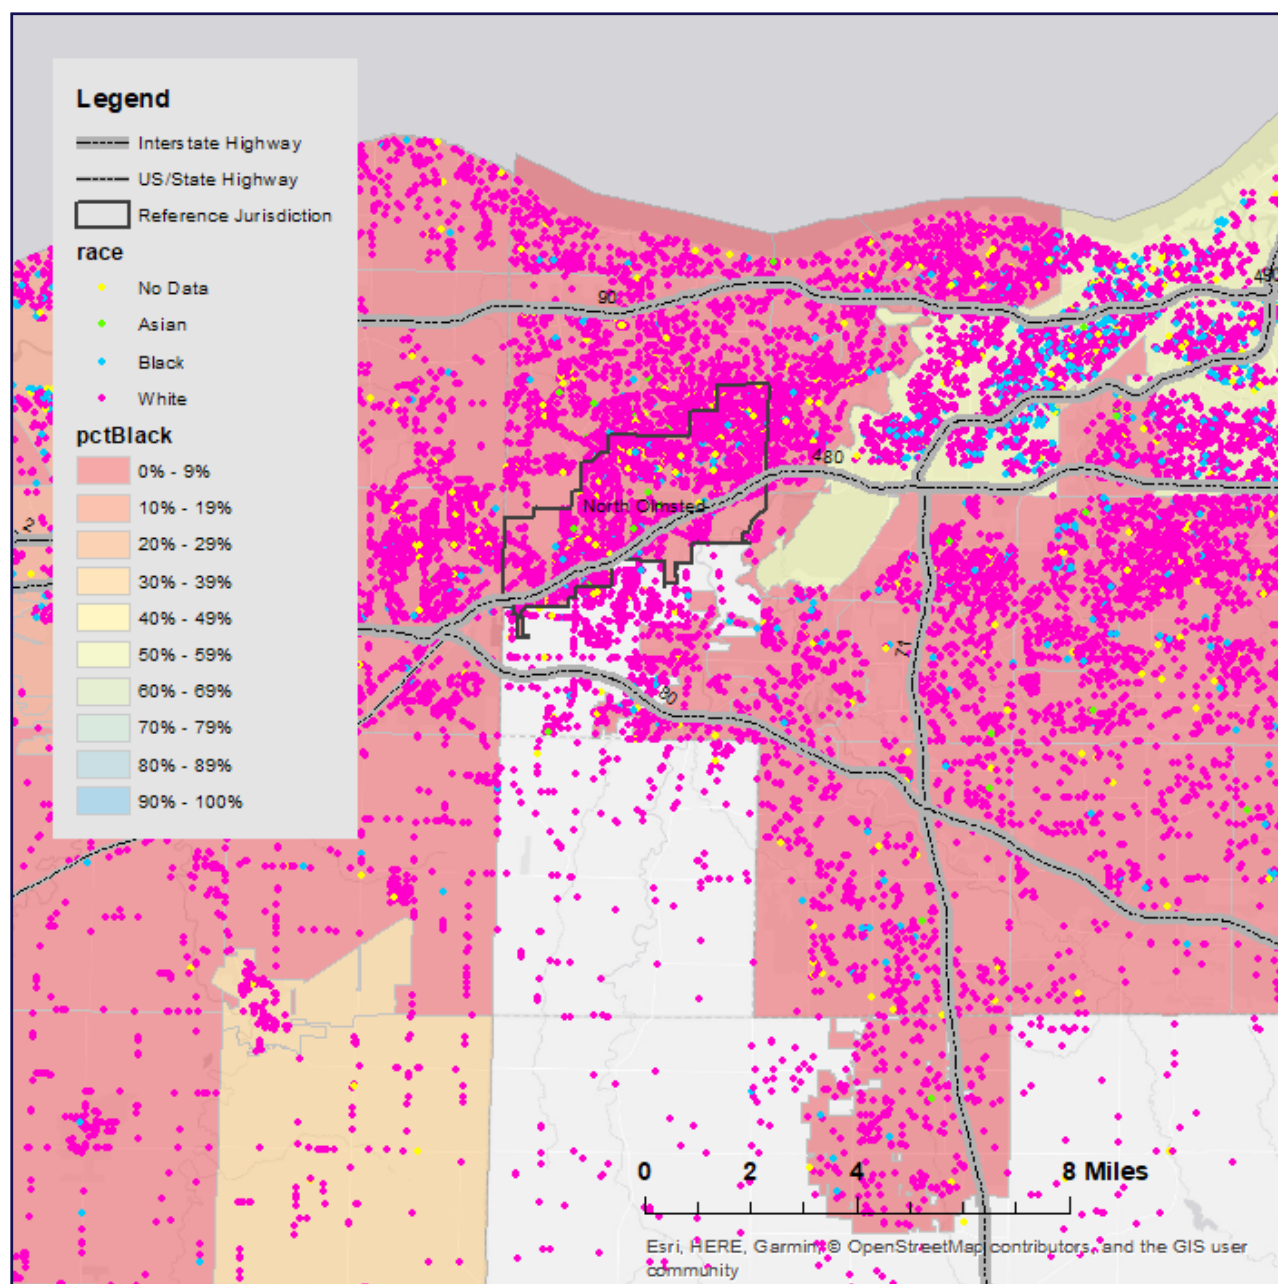 Legend
Interstate Highway
US/State Highway
Reference Jurisdiction
race
No Data
Asian
Black
White
pctBlack
0% - 9%
10% - 19%
20% - 29%
30% - 39%
40% - 49%
50% - 59%
60% - 69%
70% - 79%
80% - 89%
90% - 100%
90
490
480
North Olmsted
2
71
80
0 2 4 8 Miles
Esri, HERE, Garmin, © OpenStreetMap contributors, and the GIS user
community